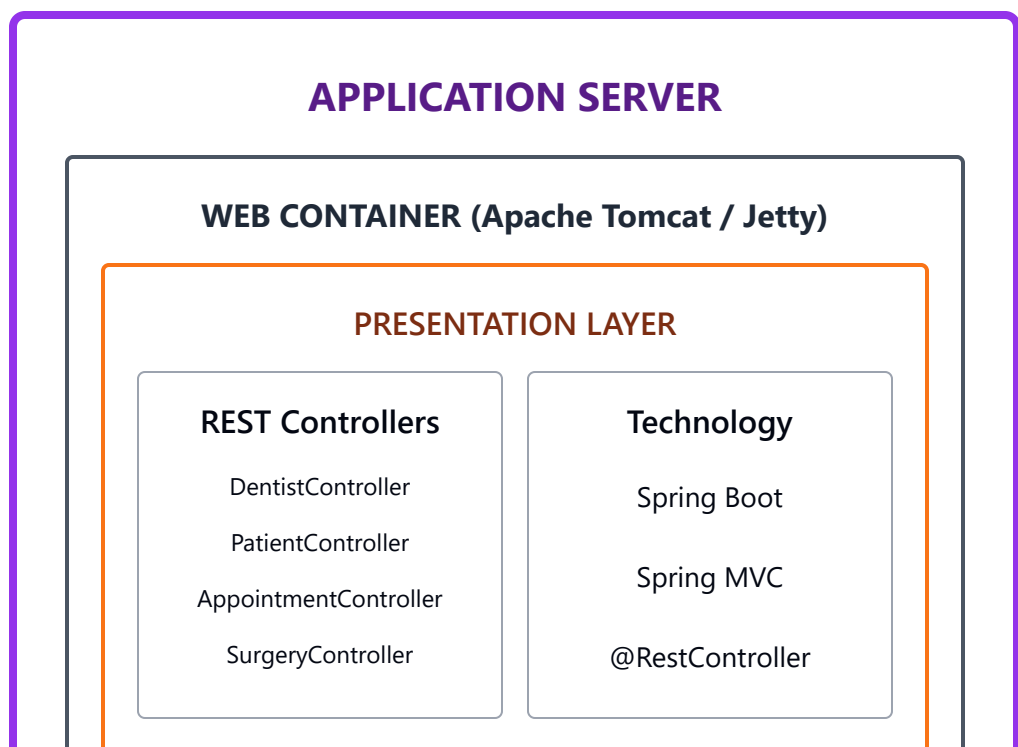 APPLICATION SERVER
WEB CONTAINER (Apache Tomcat / Jetty)
PRESENTATION LAYER
REST Controllers
DentistController
PatientController
AppointmentController
SurgeryController
Technology
Spring Boot
Spring MVC
@RestController